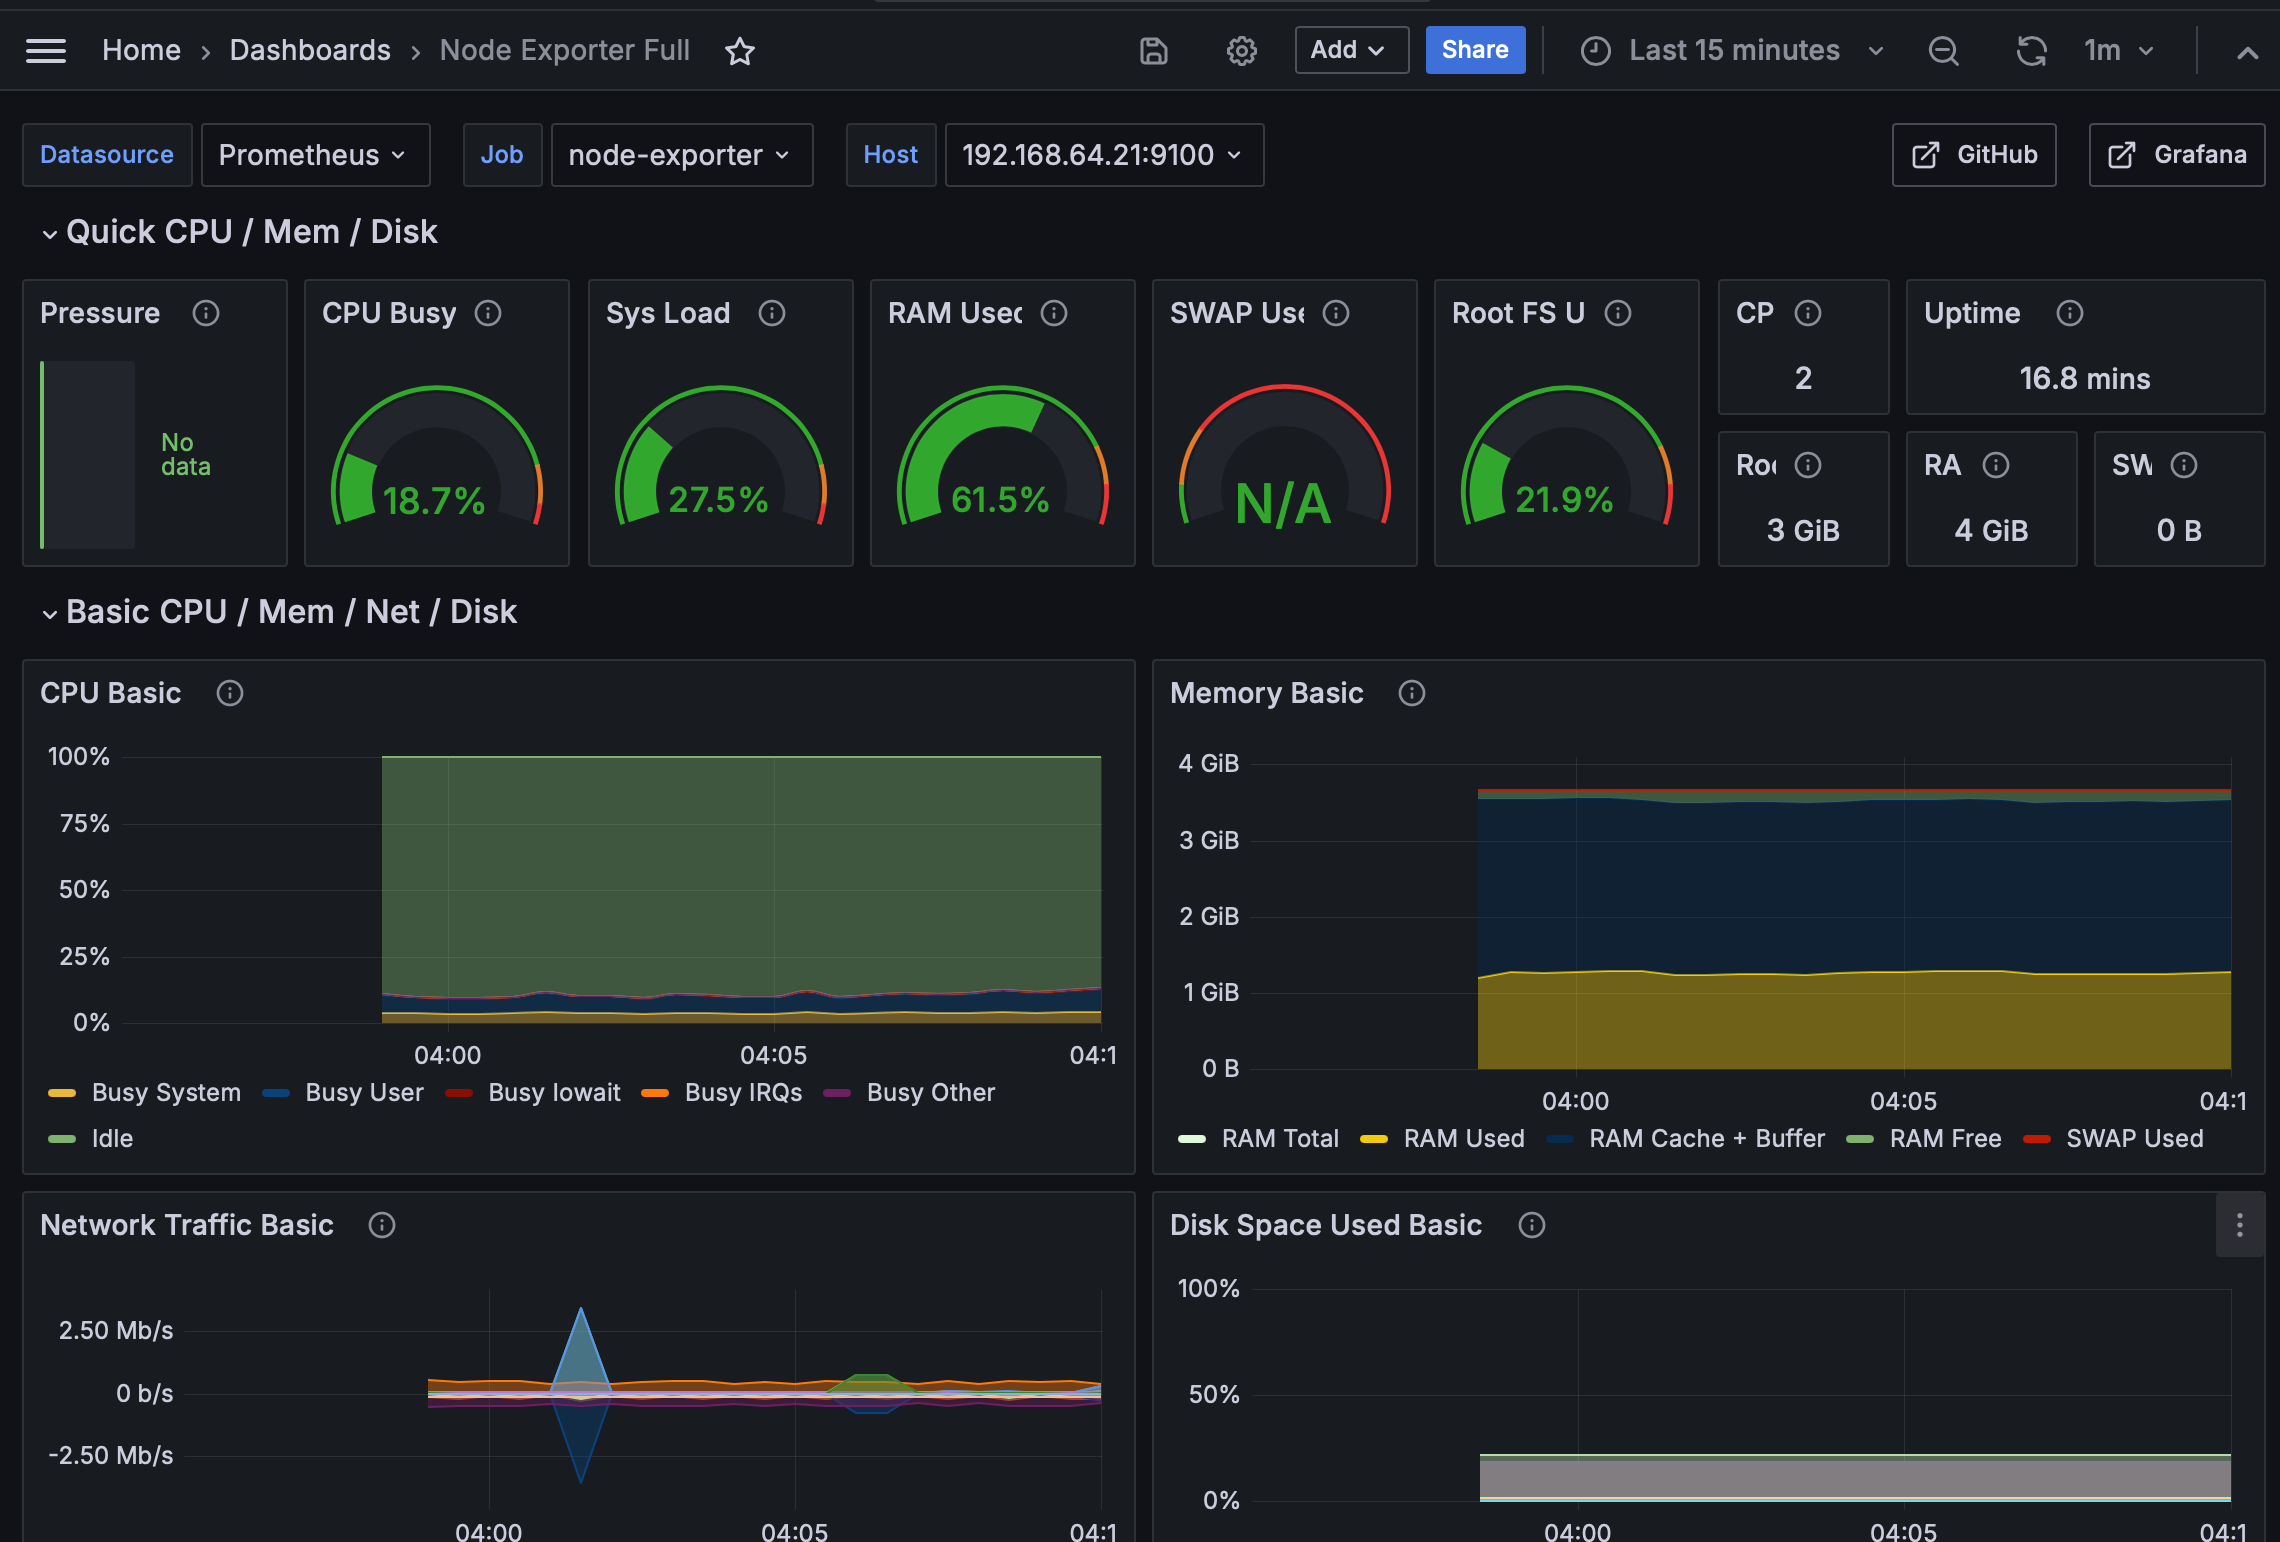 Home › Dashboards › Node Exporter Full
Add
Share
Last 15 minutes
1m
Datasource
Prometheus
Job
node-exporter
Host
192.168.64.21:9100
GitHub
Grafana
Quick CPU / Mem / Disk
Pressure
No
data
CPU Busy
18.7%
Sys Load
27.5%
RAM Used
61.5%
SWAP Use
N/A
Root FS U
21.9%
CP
2
Uptime
16.8 mins
Roo
3 GiB
RA
4 GiB
SW
0 B
Basic CPU / Mem / Net / Disk
CPU Basic
100%
75%
50%
25%
0%
04:00
04:05
04:1
Busy System
Busy User
Busy Iowait
Busy IRQs
Busy Other
Idle
Memory Basic
4 GiB
3 GiB
2 GiB
1 GiB
0 B
04:00
04:05
04:1
RAM Total
RAM Used
RAM Cache + Buffer
RAM Free
SWAP Used
Network Traffic Basic
2.50 Mb/s
0 b/s
-2.50 Mb/s
04:00
04:05
04:1
Disk Space Used Basic
100%
50%
0%
04:00
04:05
04:1